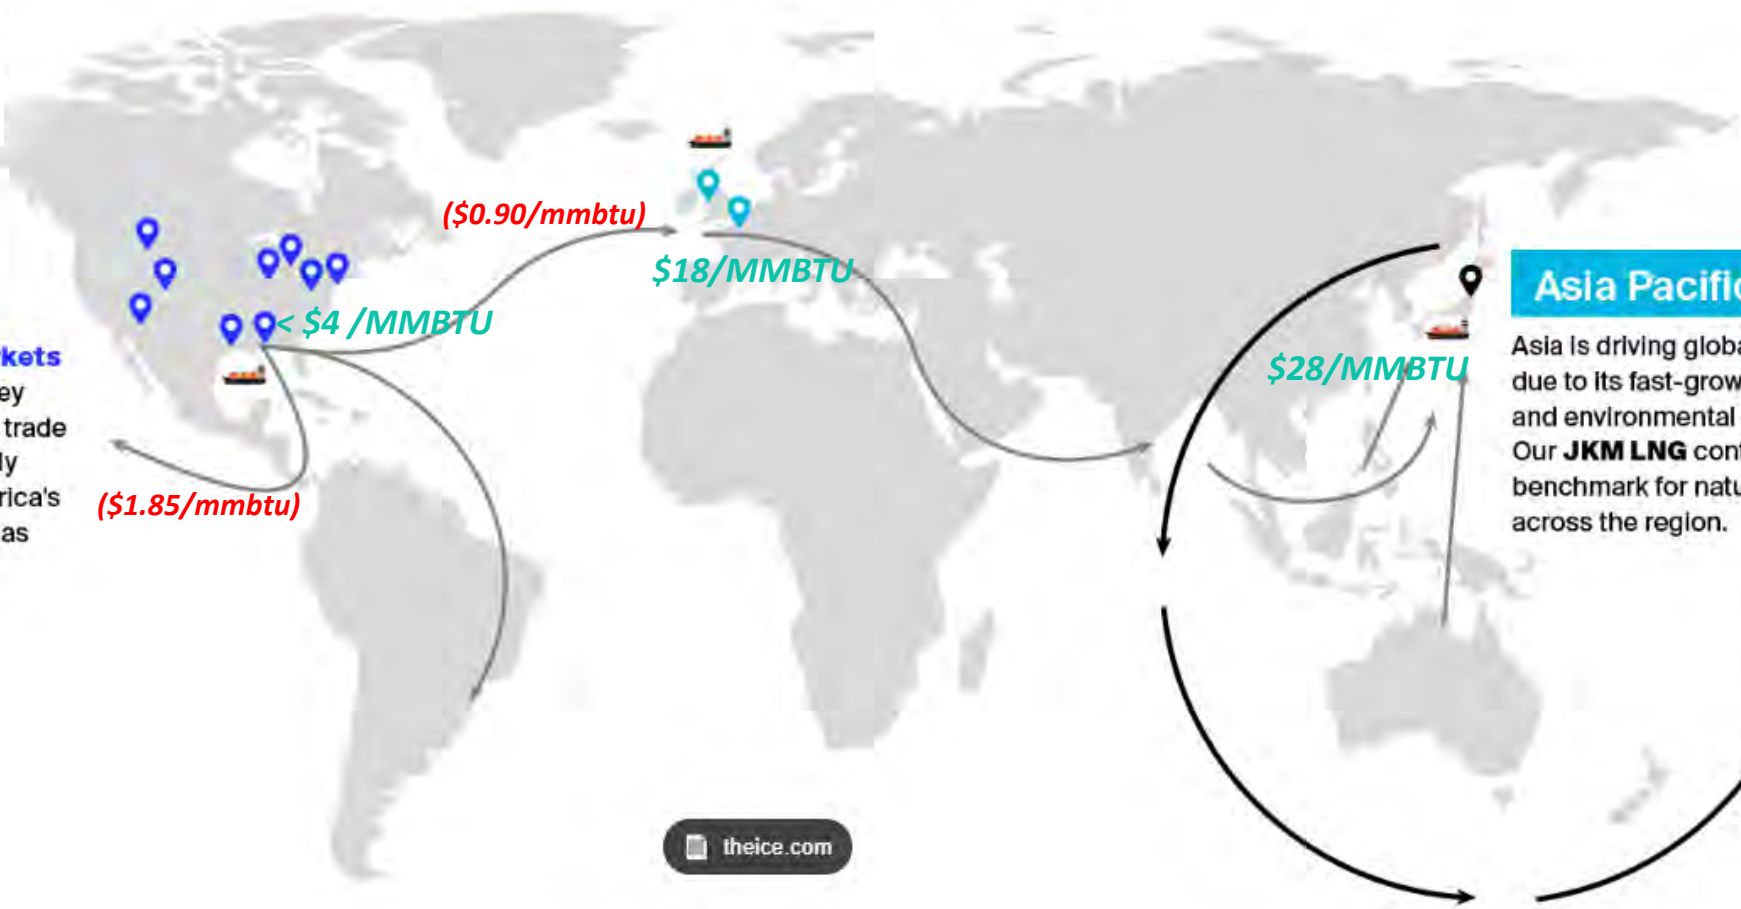 ($0.90/mmbtu)
$18/MMBTU
< $4 /MMBTU
($1.85/mmbtu)
kets
ey
trade
ly
rica's
as
$28/MMBTU
Asia Pacific
Asia is driving globa
due to its fast-grow
and environmental
Our JKM LNG cont
benchmark for natu
across the region.
theice.com